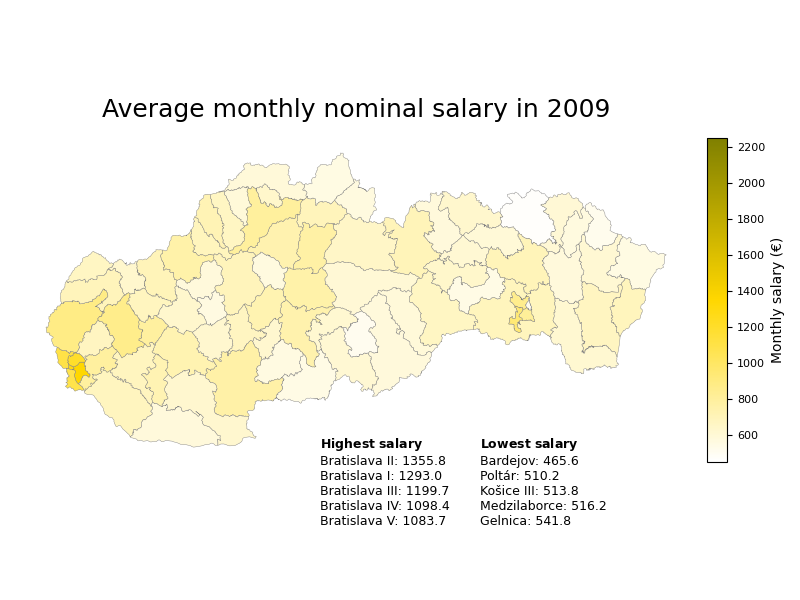 Average monthly nominal salary in 2009
2200
2000
1800
1600
1400
1200
1000
800
600
Monthly salary (€)
Highest salary
Bratislava II: 1355.8
Bratislava I: 1293.0
Bratislava III: 1199.7
Bratislava IV: 1098.4
Bratislava V: 1083.7
Lowest salary
Bardejov: 465.6
Poltár: 510.2
Košice III: 513.8
Medzilaborce: 516.2
Gelnica: 541.8